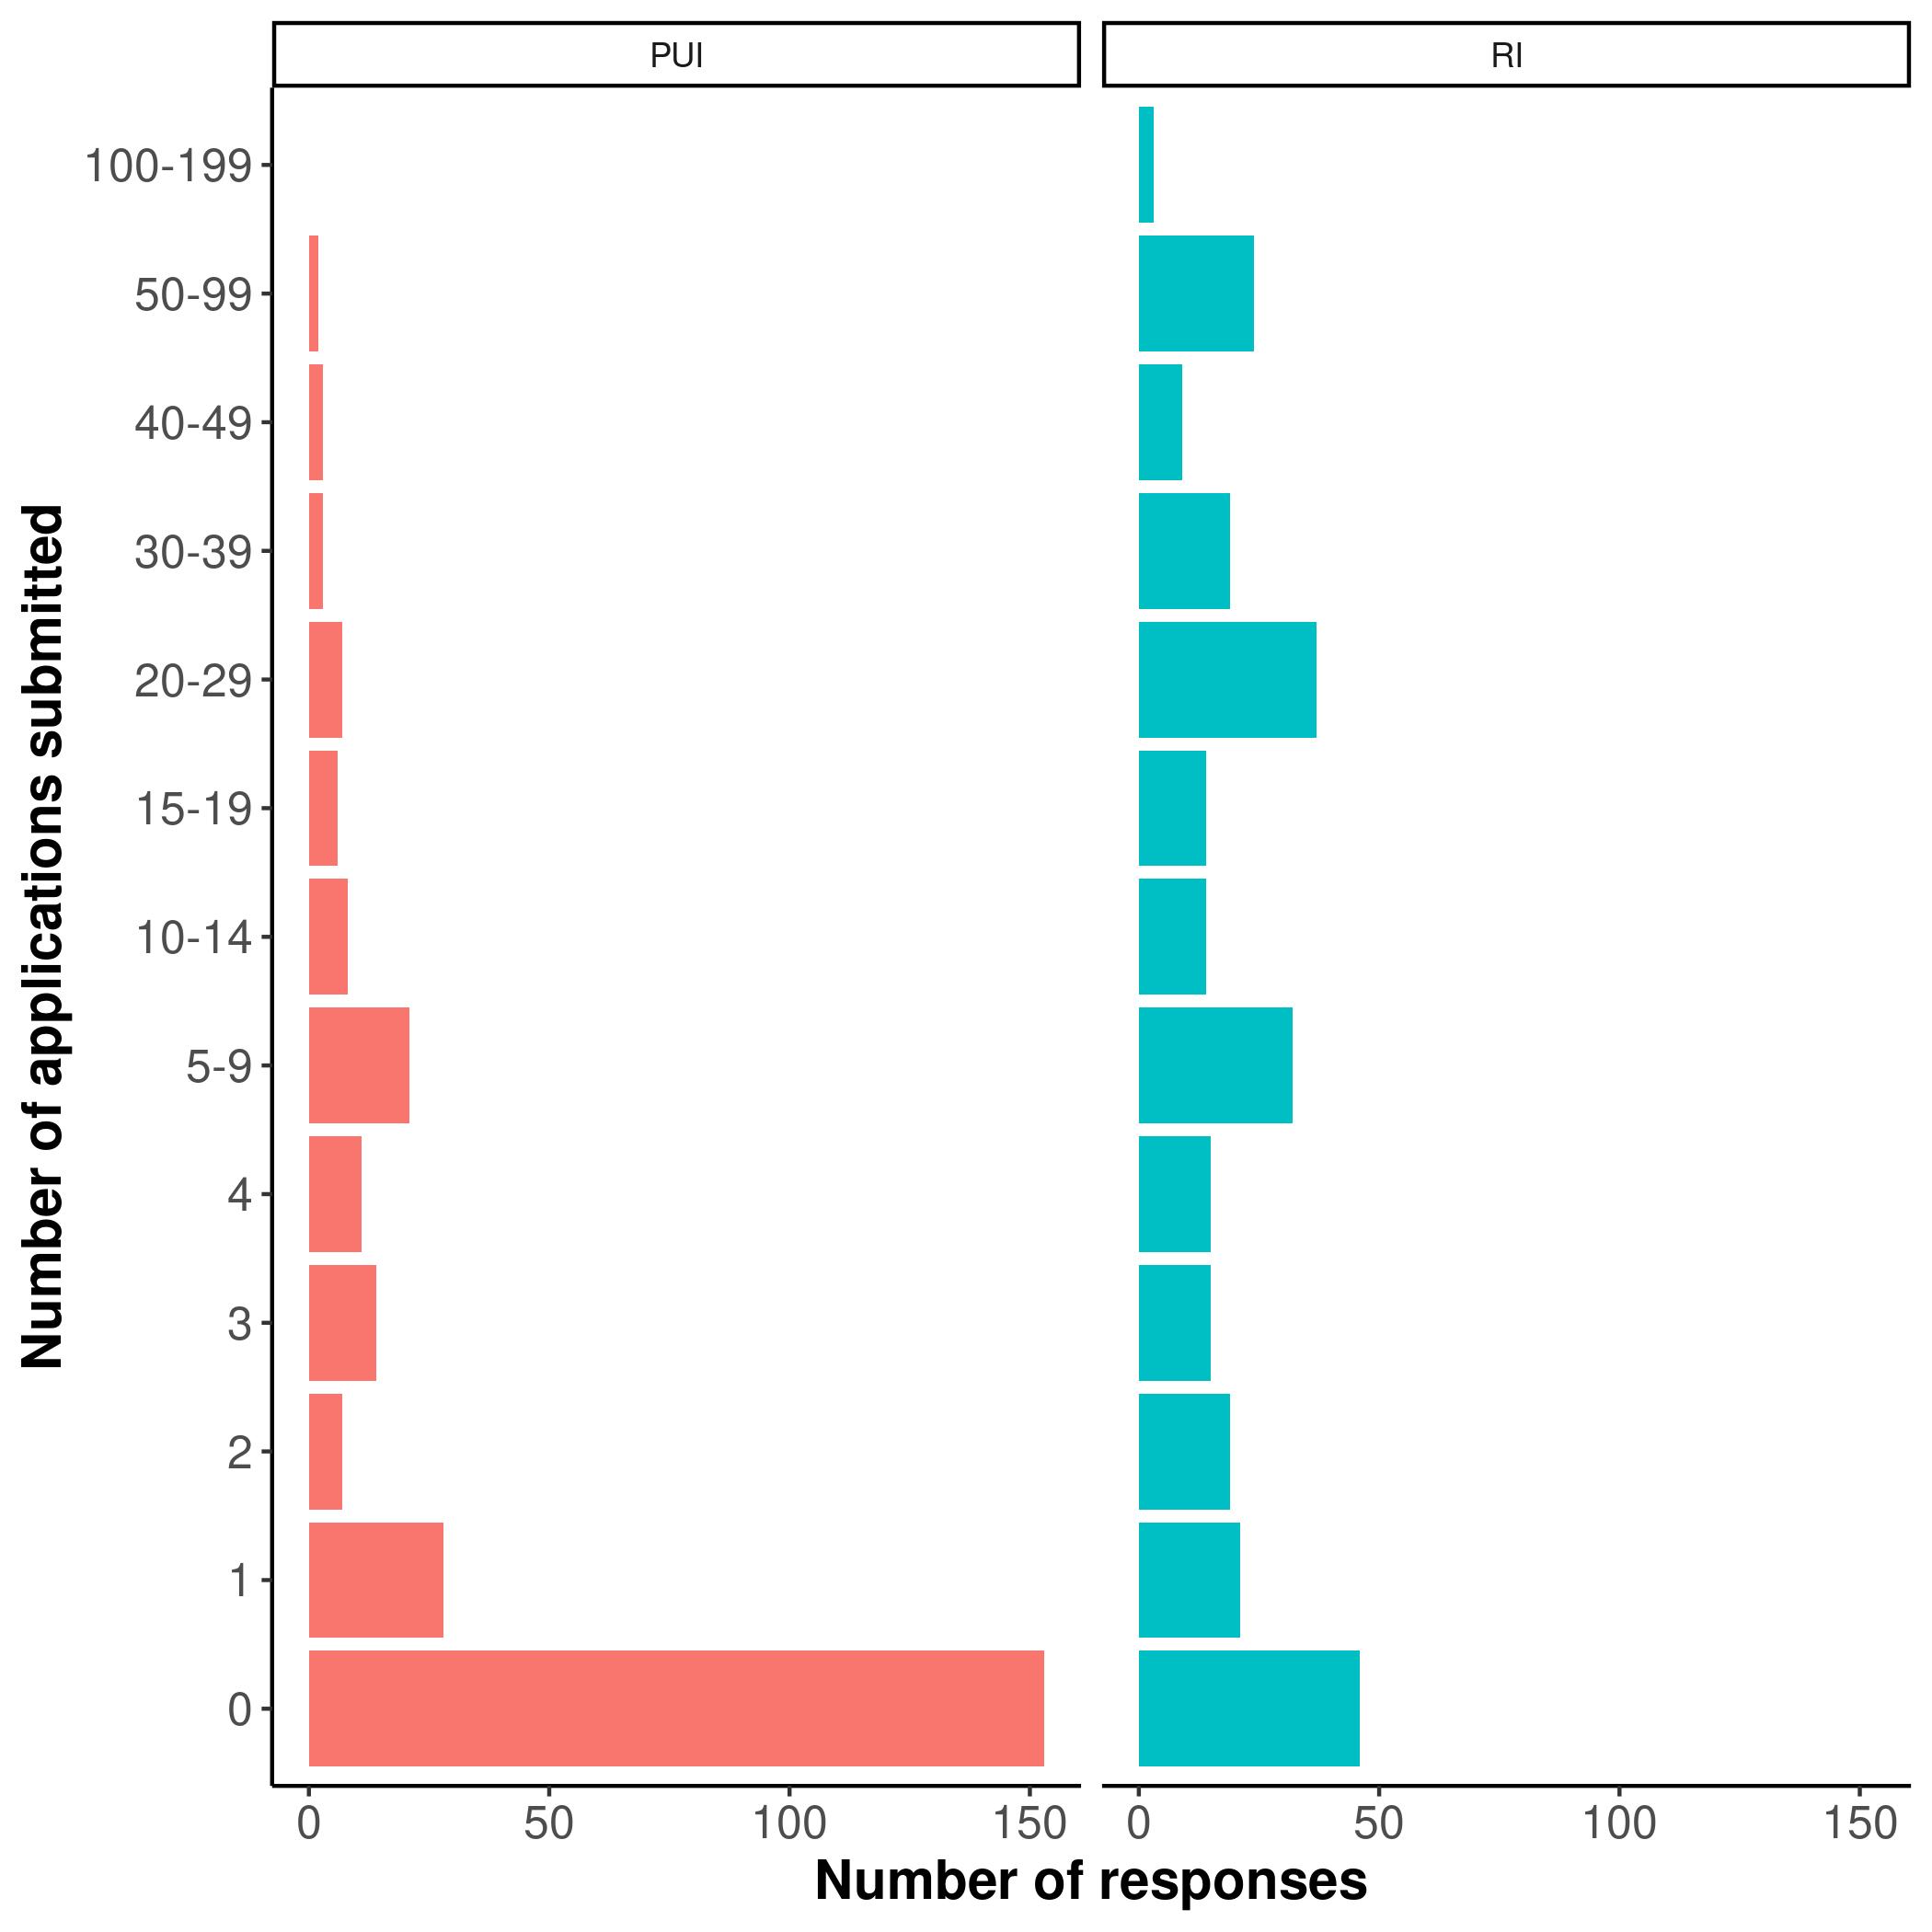 PUI
RI
Number of applications submitted
100-199
50-99
40-49
30-39
20-29
15-19
10-14
5-9
4
3
2
1
0
0 50 100 150
0 50 100 150
Number of responses